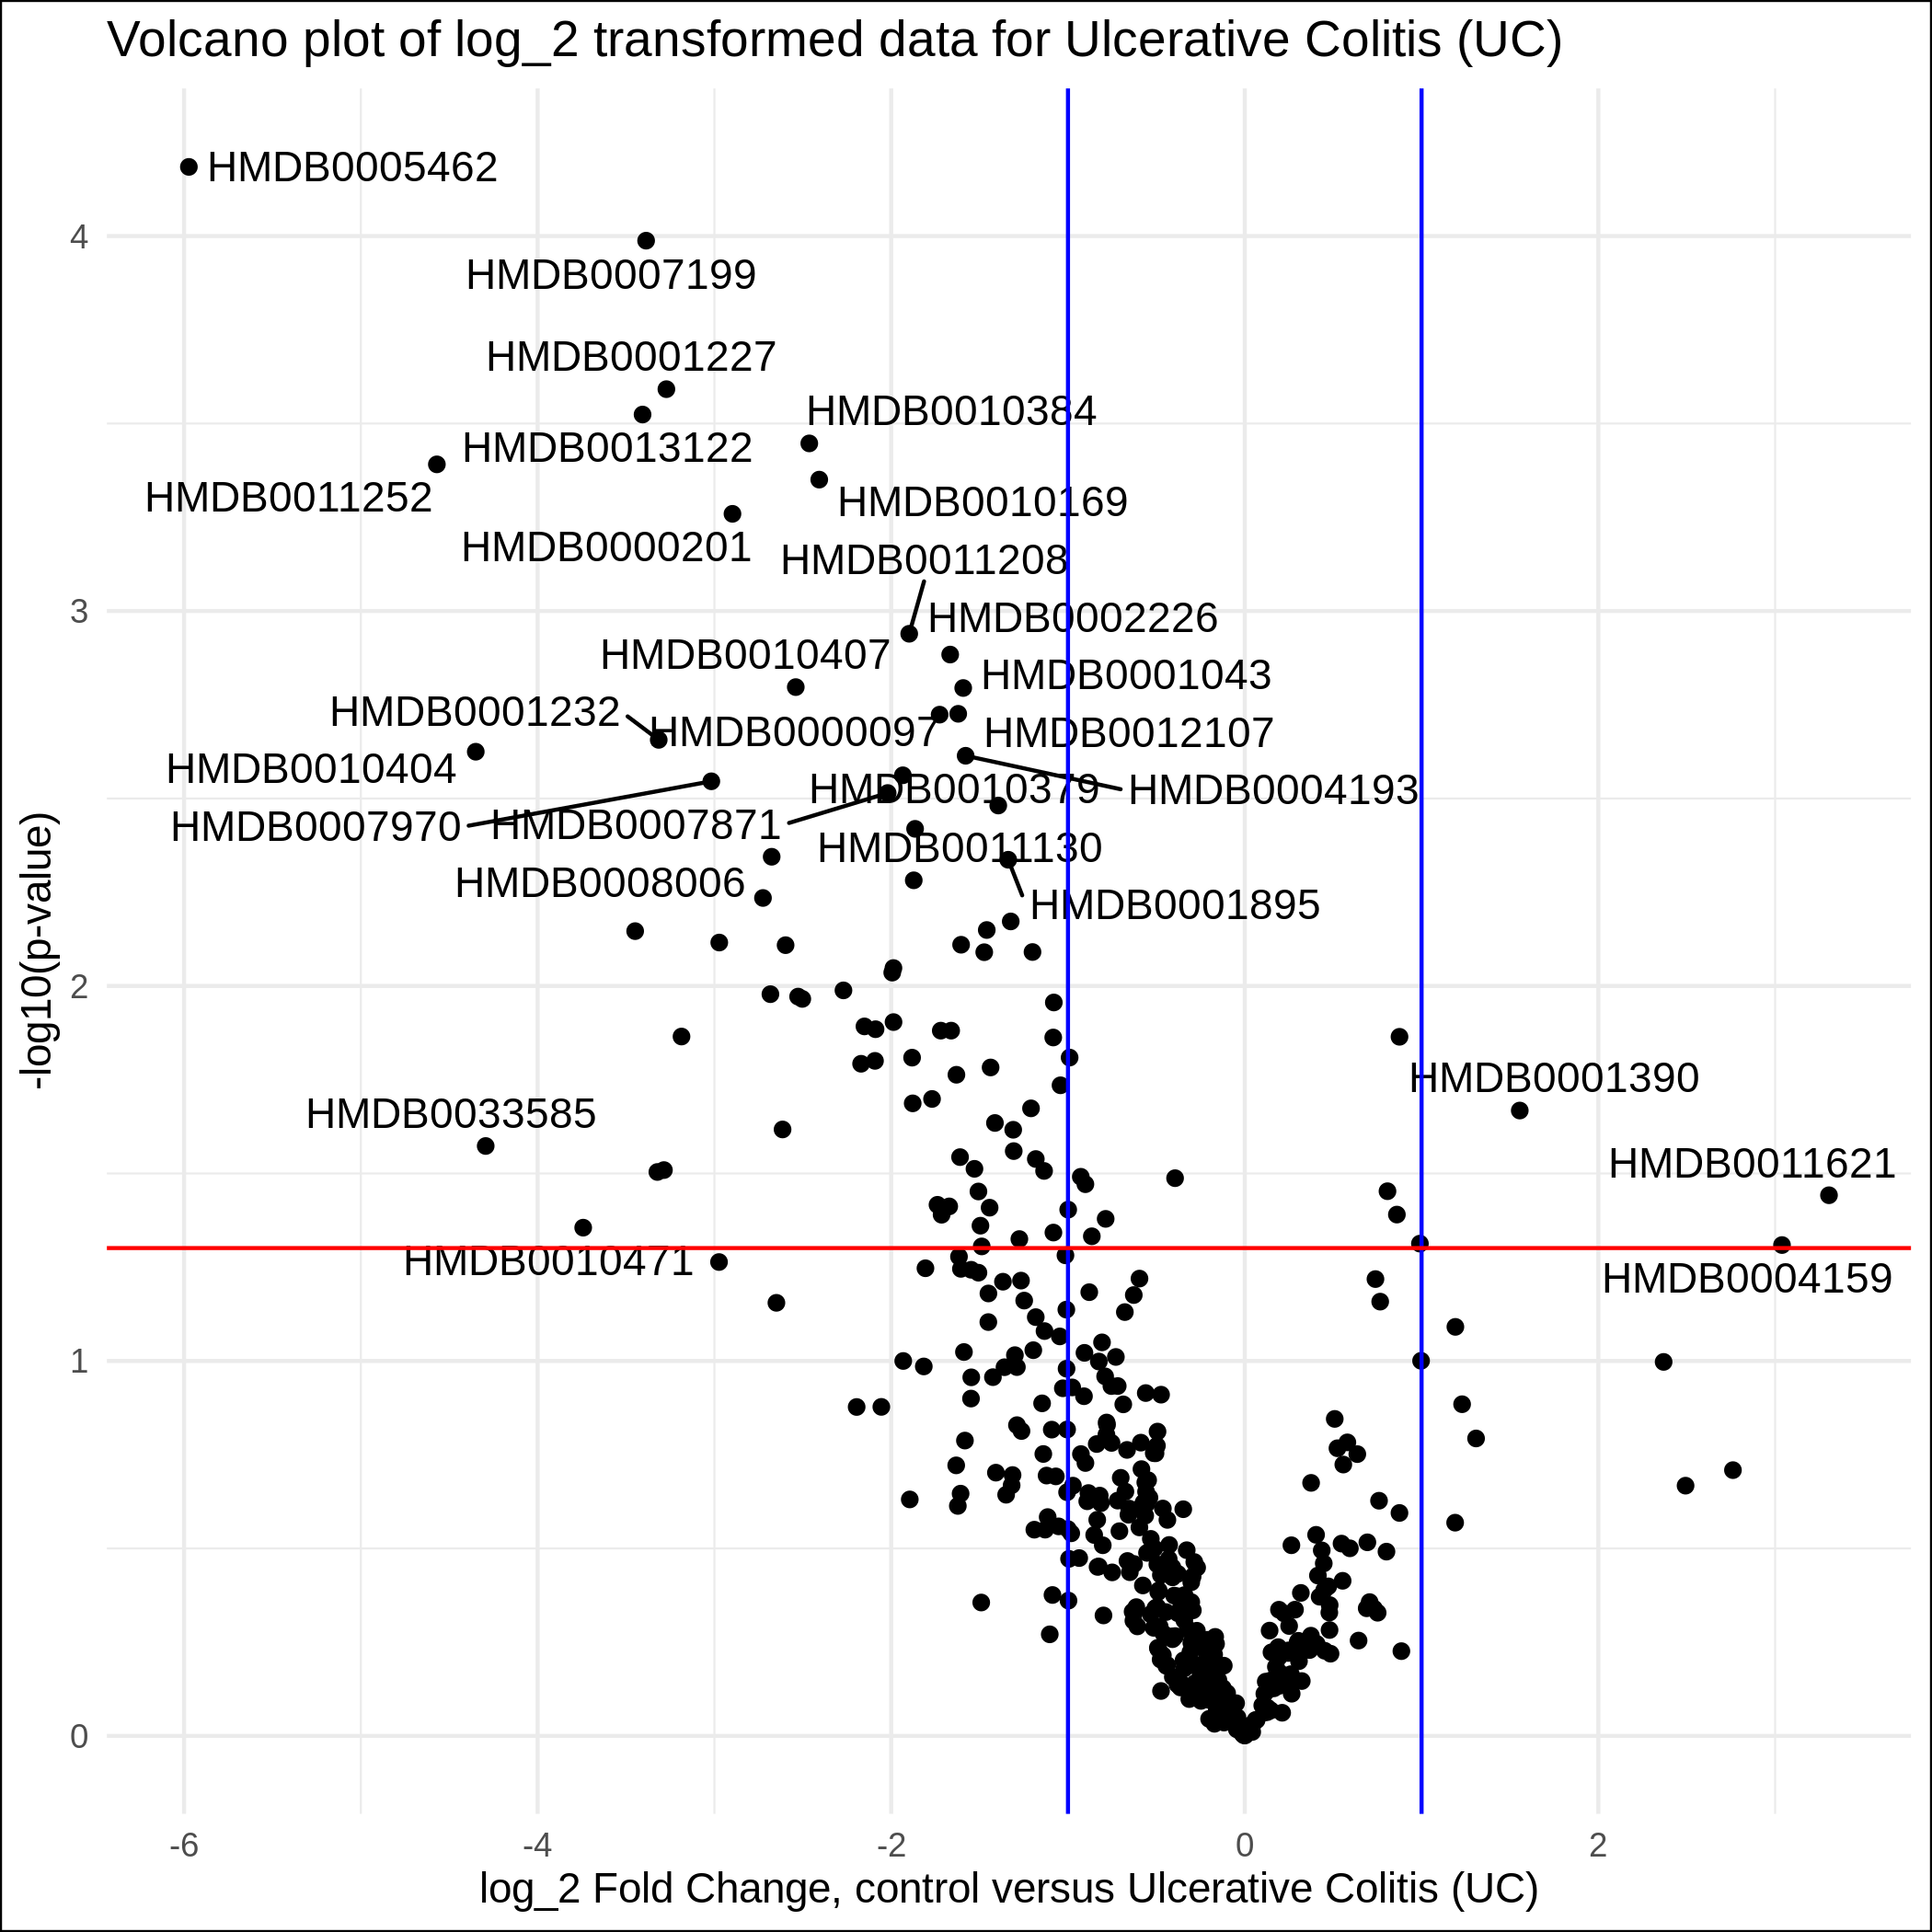 Volcano plot of log_2 transformed data for Ulcerative Colitis (UC)
HMDB0005462
4
HMDB0007199
HMDB0001227
HMDB0010384
HMDB0013122
HMDB0011252
HMDB0010169
HMDB0000201
HMDB0011208
3
HMDB0002226
HMDB0010407
HMDB0001043
HMDB0001232
HMDB0000097
HMDB0012107
HMDB0010404
HMDB0010379
HMDB0004193
HMDB0007970
HMDB0007871
HMDB0011130
HMDB0008006
HMDB0001895
-log10(p-value)
2
HMDB0001390
HMDB0033585
HMDB0011621
HMDB0010471
HMDB0004159
1
0
-6
-4
-2
0
2
log_2 Fold Change, control versus Ulcerative Colitis (UC)